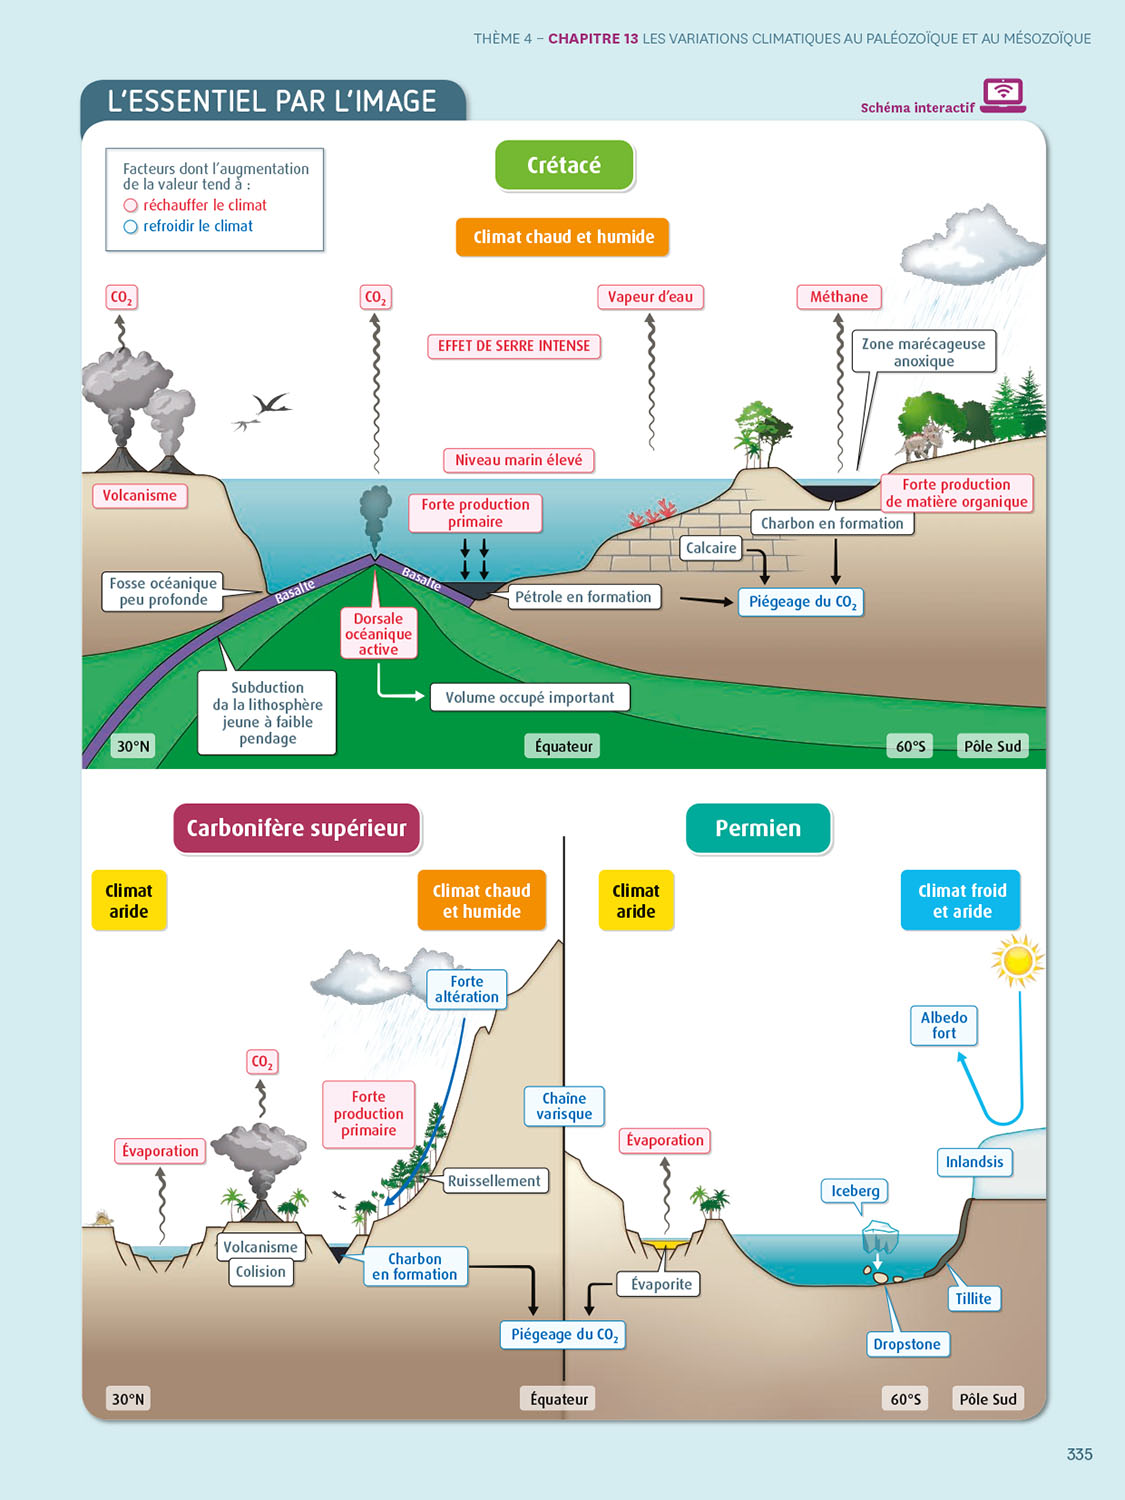 THÈME 4 – CHAPITRE 13 LES VARIATIONS CLIMATIQUES AU PALÉOZOÏQUE ET AU MÉSOZOÏQUE
L'ESSENTIEL PAR L'IMAGE
Schéma interactif
Facteurs dont l'augmentation
de la valeur tend à :
réchauffer le climat
refroidir le climat
Crétacé
Climat chaud et humide
CO₂
CO₂
Vapeur d'eau
Méthane
EFFET DE SERRE INTENSE
Zone marécageuse
anoxique
Niveau marin élevé
Volcanisme
Forte production
primaire
Forte production
de matière organique
Charbon en formation
Calcaire
Fosse océanique
peu profonde
Basalte
Basalte
Pétrole en formation
Piégeage du CO₂
Dorsale
océanique
active
Subduction
da la lithosphère
jeune à faible
pendage
Volume occupé important
30°N
Équateur
60°S
Pôle Sud
Carbonifère supérieur
Permien
Climat
aride
Climat chaud
et humide
Climat
aride
Climat froid
et aride
Forte
altération
Albedo
fort
CO₂
Forte
production
primaire
Chaîne
varisque
Évaporation
Évaporation
Inlandsis
Ruissellement
Iceberg
Volcanisme
Colision
Charbon
en formation
Évaporite
Tillite
Piégeage du CO₂
Dropstone
30°N
Équateur
60°S
Pôle Sud
335